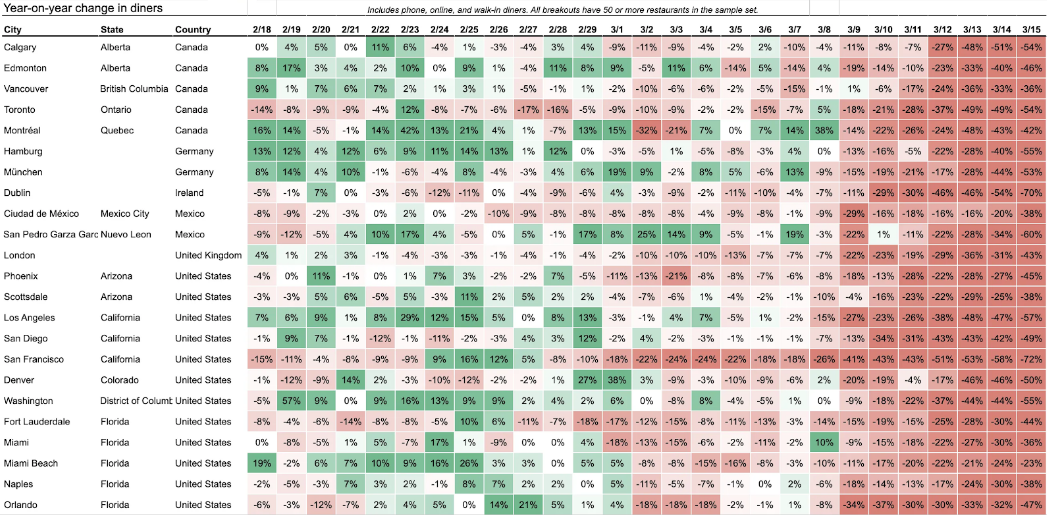 Year-on-year change in diners
Includes phone, online, and walk-in diners. All breakouts have 50 or more restaurants in the sample set.
City State Country 2/18 2/19 2/20 2/21 2/22 2/23 2/24 2/25 2/26 2/27 2/28 2/29 3/1 3/2 3/3 3/4 3/5 3/6 3/7 3/8 3/9 3/10 3/11 3/12 3/13 3/14 3/15
Calgary Alberta Canada 0% 4% 5% 0% 11% 6% -4% 1% -3% -4% 3% 4% -9% -11% -9% -4% -2% 2% -10% -4% -11% -8% -7% -27% -48% -51% -54%
Edmonton Alberta Canada 8% 17% 3% 4% 2% 10% 0% 9% -1% -4% 11% 8% 9% -5% 11% 6% -14% 5% -14% 4% -19% -14% -10% -23% -33% -40% -46%
Vancouver British Columbia Canada 9% 1% 7% 6% 7% 2% 1% 3% 1% -5% -1% 1% -2% -10% -6% -6% -2% -5% -15% -1% 1% -6% -17% -24% -36% -33% -36%
Toronto Ontario Canada -14% -8% -9% -9% -4% 12% -8% -7% -6% -17% -16% -5% -9% -10% -9% -2% -2% -15% -7% 5% -18% -21% -28% -37% -49% -49% -54%
Montréal Quebec Canada 16% 14% -5% -1% 14% 42% 13% 21% 4% 1% -7% 13% 15% -32% -21% 7% 0% 7% 14% 38% -14% -22% -26% -24% -48% -43% -42%
Hamburg Germany 13% 12% 4% 12% 6% 9% 11% 14% 13% 1% 12% 0% -3% -5% 1% -5% -8% -3% 4% 0% -13% -16% -5% -22% -28% -40% -55%
München Germany 8% 14% 4% 10% -1% -6% -4% 8% -4% -3% 4% 6% 19% 9% -2% 8% 5% -2% 13% -9% -15% -19% -21% -17% -28% -44% -53%
Dublin Ireland -5% -1% 7% 0% -3% -6% -12% -11% 0% -4% -9% -6% 4% -3% -9% -2% -11% -10% -4% -7% -11% -29% -30% -46% -46% -54% -70%
Ciudad de México Mexico City Mexico -8% -9% -2% -3% 0% 2% 0% -2% -10% -9% -8% -8% -8% -8% -8% -4% -9% -8% -1% -9% -29% -16% -18% -16% -16% -20% -38%
San Pedro Garza Garc Nuevo Leon Mexico -9% -12% -5% 4% 10% 17% 4% -5% 0% 5% -1% 17% 8% 25% 14% 9% -5% -1% 19% -3% -22% 1% -11% -22% -28% -34% -60%
London United Kingdom 4% 1% 2% 3% -1% -4% -3% -3% -3% -4% -3% -3% -2% -10% -10% -10% -13% -7% -7% -8% -22% -23% -19% -29% -36% -31% -43%
Phoenix Arizona United States -4% 0% 11% -1% 0% 1% 7% 3% -2% -2% 7% -5% -11% -13% -21% -8% -7% -8% -6% -8% -13% -11% -28% -22% -28% -27% -45%
Scottsdale Arizona United States -3% -3% 5% 6% -5% 5% -3% 11% 2% 5% 2% 2% -4% -7% -6% 1% -4% -2% -1% -10% -4% -16% -23% -22% -29% -25% -38%
Los Angeles California United States 7% 6% 9% 1% 8% 29% 12% 15% 5% 0% 8% 13% -3% -1% 4% 7% -6% 1% -2% -15% -27% -23% -26% -38% -48% -47% -57%
San Diego California United States -1% 9% 7% -1% -12% -1% -11% -2% -3% 4% 3% 12% -2% 4% -2% -3% -6% -2% -1% -10% -34% -31% -43% -43% -42% -49%
San Francisco California United States -15% -11% -4% -8% -9% -9% 9% 16% 12% 5% -8% -10% -18% -22% -24% -24% -22% -18% -18% -26% -41% -43% -43% -51% -53% -58% -72%
Denver Colorado United States -1% -12% -9% 14% 2% -3% -10% -12% -2% -2% 1% 27% 38% 3% -9% -3% -10% -9% -6% 2% -20% -19% -4% -17% -46% -46% -50%
Washington District of Columb United States -5% 57% 9% 0% 9% 16% 13% 9% 9% 2% 4% 2% 6% 0% -8% 4% -8% -5% 1% 0% -9% -11% -22% -37% -44% -44% -55%
Fort Lauderdale Florida United States -8% -4% -6% -14% -8% -8% -5% 10% 6% -11% -7% -18% -17% -12% -15% -8% -11% -13% -3% -14% -15% -16% -12% -25% -28% -30% -44%
Miami Florida United States 0% -8% -5% 1% 5% -7% 17% 1% -9% 0% 0% 4% -18% -13% -15% -6% -2% -11% -2% 10% -9% -15% -18% -22% -28% -32% -36%
Miami Beach Florida United States 19% -2% 6% 7% 10% 9% 16% 26% 3% 3% 0% 5% 5% -8% -8% -15% -16% -8% -3% -10% -11% -17% -20% -22% -21% -24% -23%
Naples Florida United States -2% -5% -3% 7% 3% 2% -1% 8% 7% -2% 2% 0% 5% -11% -5% -7% -1% 0% 2% -6% -18% -14% -13% -17% -24% -30% -38%
Orlando Florida United States -6% -3% -12% -7% 2% 4% 5% 0% 14% 21% 5% 1% 4% -18% -18% -18% -2% -1% 1% -8% -34% -37% -30% -30% -33% -32% -47%